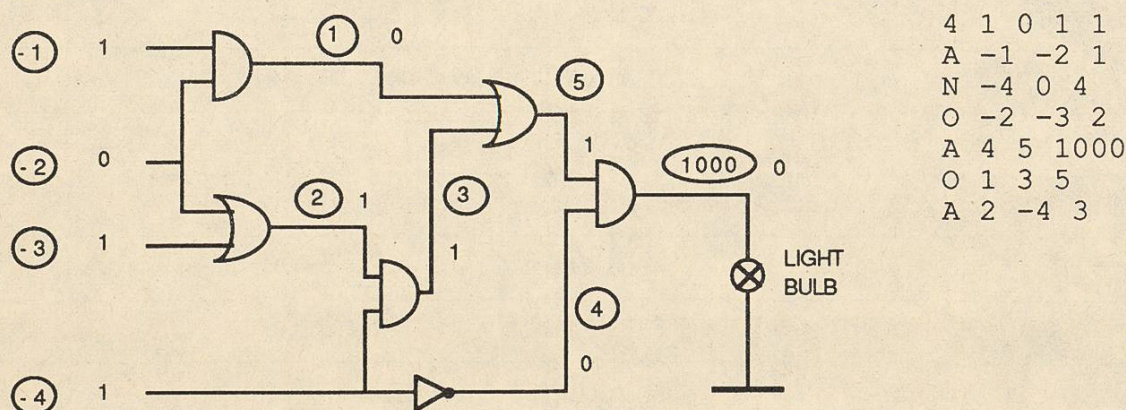 -1 1
1 0
5
-2 0
1
1000 0
2 1
3
-3 1
1
LIGHT
BULB
4
0
-4 1
4 1 0 1 1
A -1 -2 1
N -4 0 4
O -2 -3 2
A 4 5 1000
O 1 3 5
A 2 -4 3